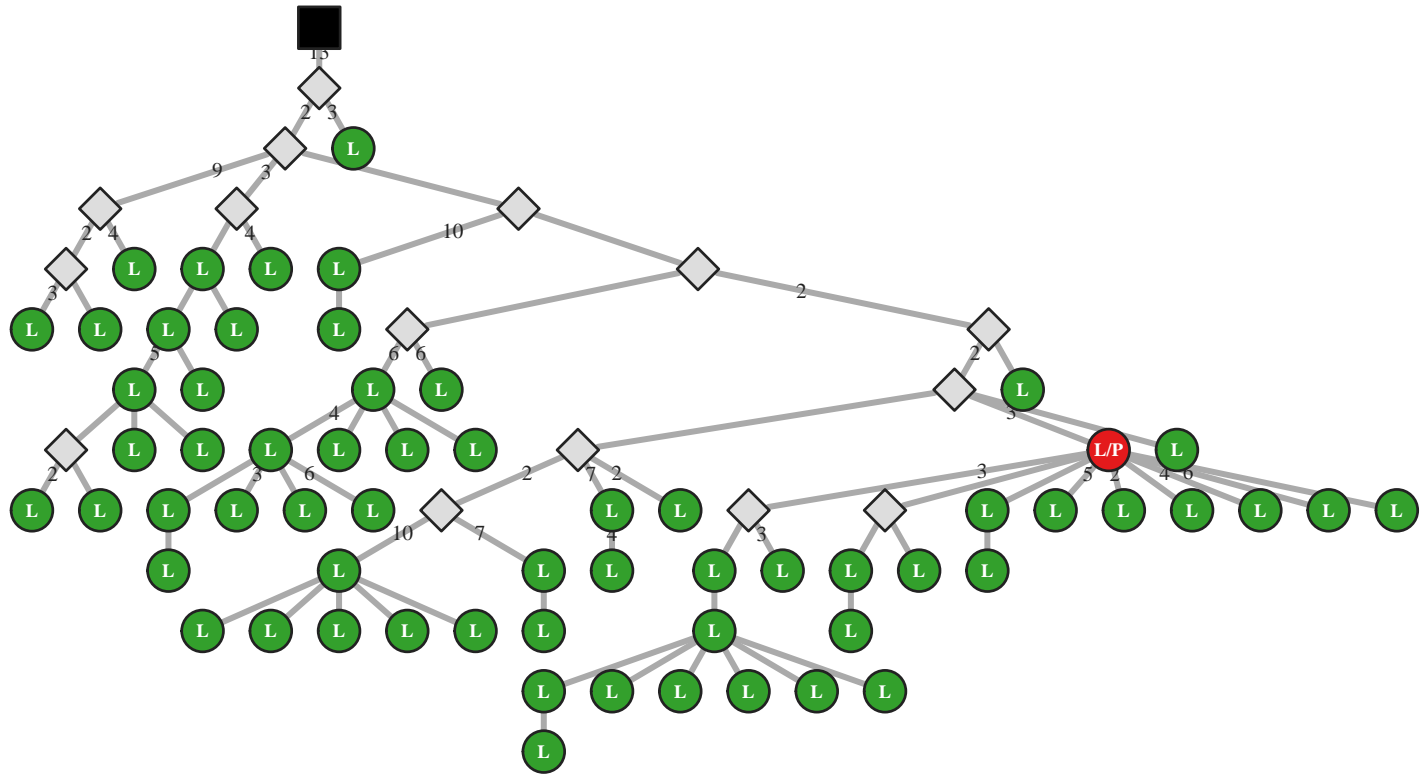 13
2 3
L
9 3
2 4 4 10
L L L L
3 2
L L L L L
5 6 6 2
L L L L L
4 3
L L L L L L L/P L
2 3 6 2 7 2 3 5 2 4 6
L L L L L L L L L L L L L L L
10 7 4 3
L L L L L L L L L
L L L L L L L L
L L L L L L
L